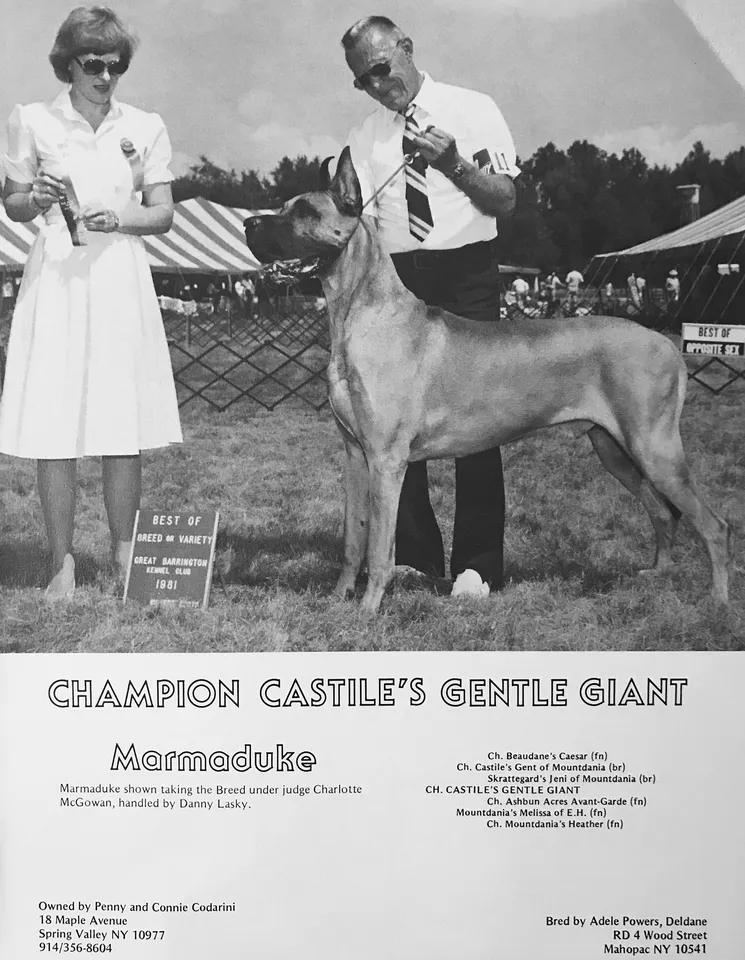 11
BEST OF
OPPOSITE SEX
BEST OF
BREED OR VARIETY
GREAT BARRINGTON
KENNEL CLUB
1981
CHAMPION CASTILE'S GENTLE GIANT
Marmaduke
Marmaduke shown taking the Breed under judge Charlotte
McGowan, handled by Danny Lasky.
Ch. Beaudane's Caesar (fn)
Ch. Castile's Gent of Mountdania (br)
Skrattegard's Jeni of Mountdania (br)
CH. CASTILE'S GENTLE GIANT
Ch. Ashbun Acres Avant-Garde (fn)
Mountdania's Melissa of E.H. (fn)
Ch. Mountdania's Heather (fn)
Owned by Penny and Connie Codarini
18 Maple Avenue
Spring Valley NY 10977
914/356-8604
Bred by Adele Powers, Deldane
RD 4 Wood Street
Mahopac NY 10541